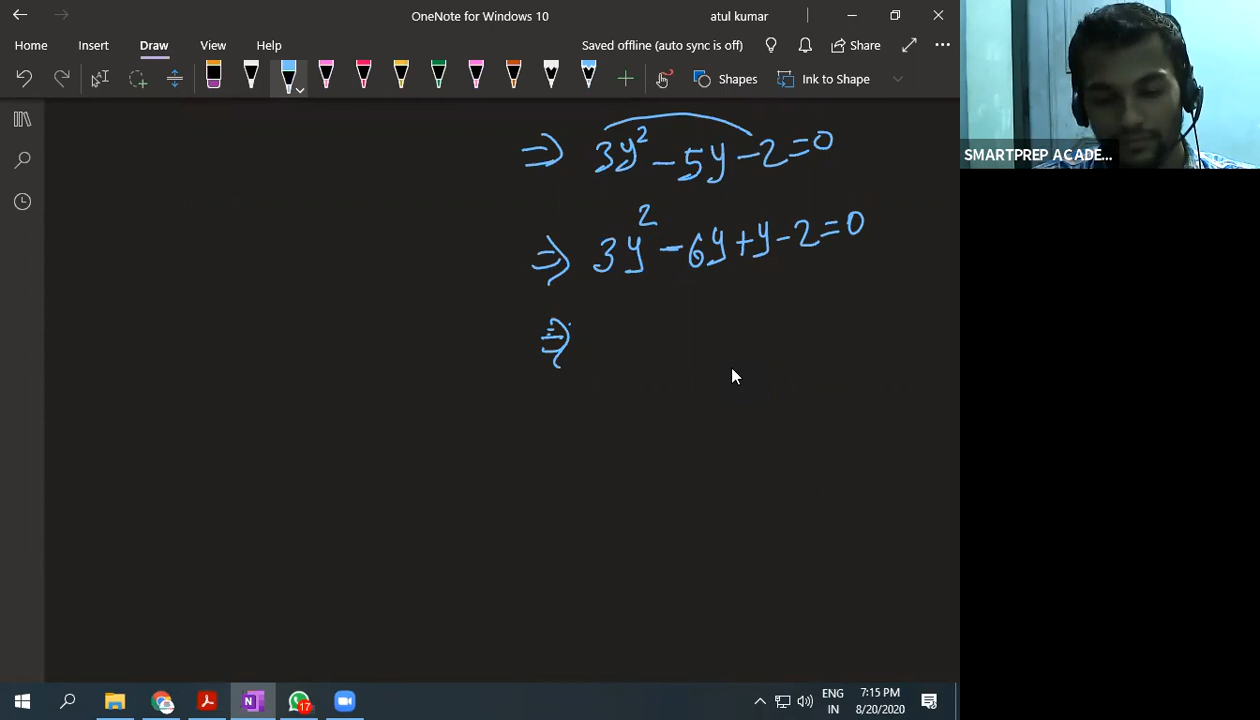 OneNote for Windows 10
atul kumar
Home Insert Draw View Help
Saved offline (auto sync is off)
Share
Shapes
Ink to Shape
SMARTPREP ACADE...
⇒ 3y² - 5y - 2 = 0
⇒ 3y² - 6y + y - 2 = 0
⇒
17
ENG
IN
7:15 PM
8/20/2020